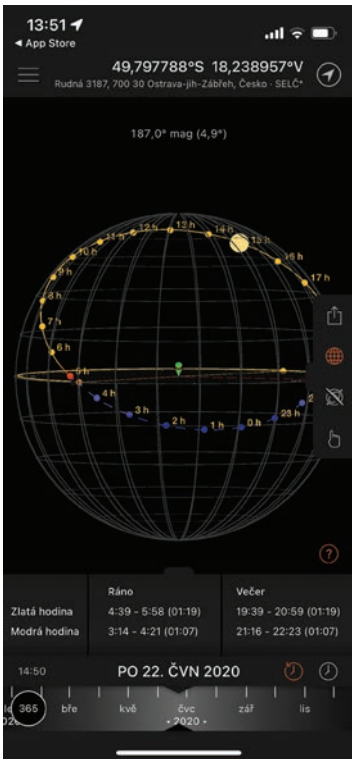 13:51
◀ App Store
49,797788°S 18,238957°V
Rudná 3187, 700 30 Ostrava-jih-Zábřeh, Česko · SELČ*
187,0° mag (4,9°)
11 h 12 h 13 h 14 h
10 h 15 h
9 h 16 h
8 h 17 h
7 h
6 h
5 h
4 h
3 h 23 h
2 h 1 h 0 h
?
Ráno Večer
Zlatá hodina 4:39 - 5:58 (01:19) 19:39 - 20:59 (01:19)
Modrá hodina 3:14 - 4:21 (01:07) 21:16 - 22:23 (01:07)
14:50 PO 22. ČVN 2020
365 bře kvě čvc zář lis
• 2020 •